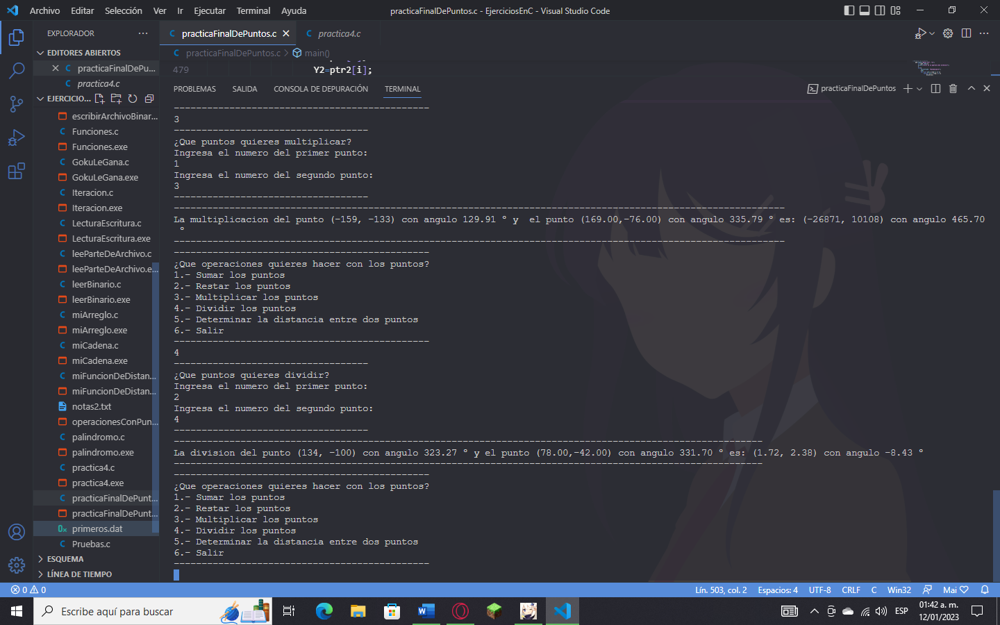 Archivo Editar Selección Ver Ir Ejecutar Terminal Ayuda
practicaFinalDePuntos.c - EjerciciosEnC - Visual Studio Code
EXPLORADOR
EDITORES ABIERTOS
practicaFinalDePu...
practica4.c
EJERCICIO...
escribirArchivoBinar...
Funciones.c
Funciones.exe
GokuLeGana.c
GokuLeGana.exe
Iteracion.c
Iteracion.exe
LecturaEscritura.c
LecturaEscritura.exe
leeParteDeArchivo.c
leeParteDeArchivo.e...
leerBinario.c
leerBinario.exe
miArreglo.c
miArreglo.exe
miCadena.c
miCadena.exe
miFuncionDeDistan...
miFuncionDeDistan...
notas2.txt
operacionesConPun...
palindromo.c
palindromo.exe
practica4.c
practica4.exe
practicaFinalDePunt...
practicaFinalDePunt...
primeros.dat
Pruebas.c
ESQUEMA
LÍNEA DE TIEMPO
practicaFinalDePuntos.c practica4.c
practicaFinalDePuntos.c > main()
479 Y2=ptr2[i];
PROBLEMAS SALIDA CONSOLA DE DEPURACIÓN TERMINAL practicaFinalDePuntos
----------------------------------------------
3
-----------------------------------
¿Que puntos quieres multiplicar?
Ingresa el numero del primer punto:
1
Ingresa el numero del segundo punto:
3
-----------------------------------
--------------------------------------------------------------------------------------------------------------
La multiplicacion del punto (-159, -133) con angulo 129.91 ° y  el punto (169.00,-76.00) con angulo 335.79 ° es: (-26871, 10108) con angulo 465.70
°
--------------------------------------------------------------------------------------------------------------
----------------------------------------------
¿Que operaciones quieres hacer con los puntos?
1.- Sumar los puntos
2.- Restar los puntos
3.- Multiplicar los puntos
4.- Dividir los puntos
5.- Determinar la distancia entre dos puntos
6.- Salir
----------------------------------------------
4
-----------------------------------
¿Que puntos quieres dividir?
Ingresa el numero del primer punto:
2
Ingresa el numero del segundo punto:
4
-----------------------------------
----------------------------------------------------------------------------------------------------------
La division del punto (134, -100) con angulo 323.27 ° y el punto (78.00,-42.00) con angulo 331.70 ° es: (1.72, 2.38) con angulo -8.43 °
----------------------------------------------------------------------------------------------------------
----------------------------------------------
¿Que operaciones quieres hacer con los puntos?
1.- Sumar los puntos
2.- Restar los puntos
3.- Multiplicar los puntos
4.- Dividir los puntos
5.- Determinar la distancia entre dos puntos
6.- Salir
----------------------------------------------
0 0 Lín. 503, col. 2 Espacios: 4 UTF-8 CRLF C Win32 Mai
Escribe aquí para buscar
ESP
01:42 a. m.
12/01/2023